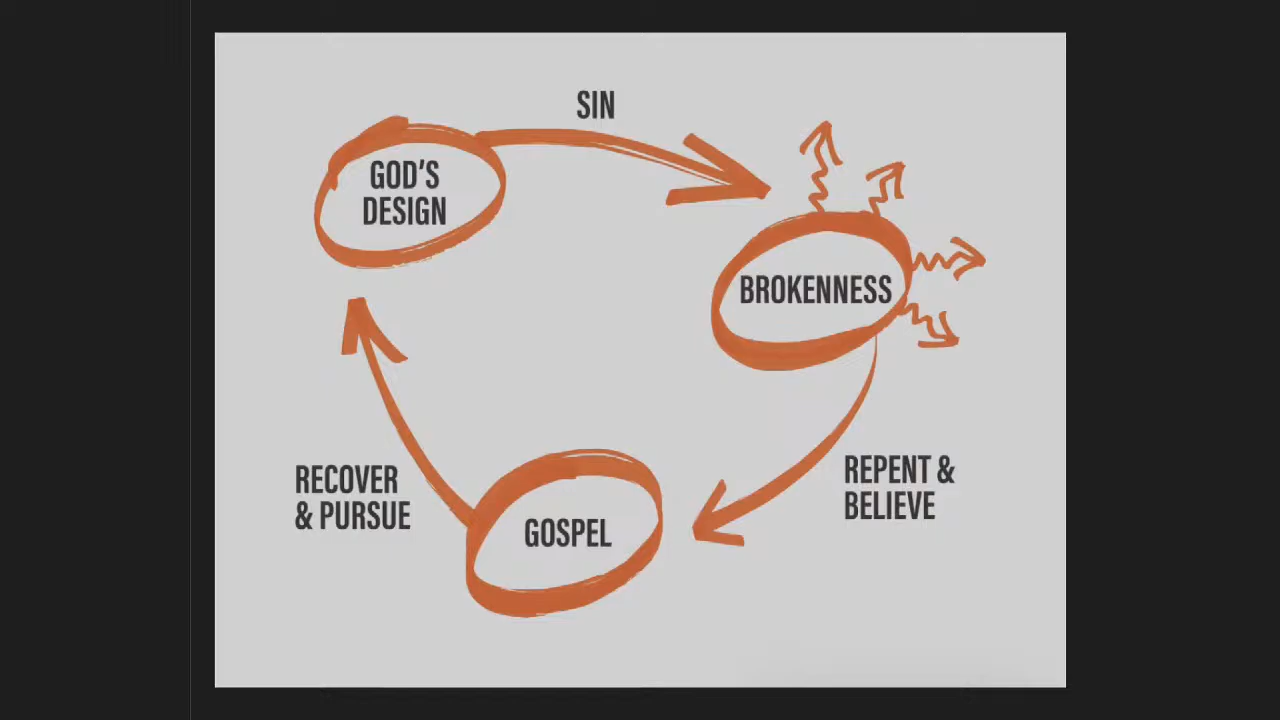 SIN
GOD'S
DESIGN
BROKENNESS
REPENT &
BELIEVE
RECOVER
& PURSUE
GOSPEL